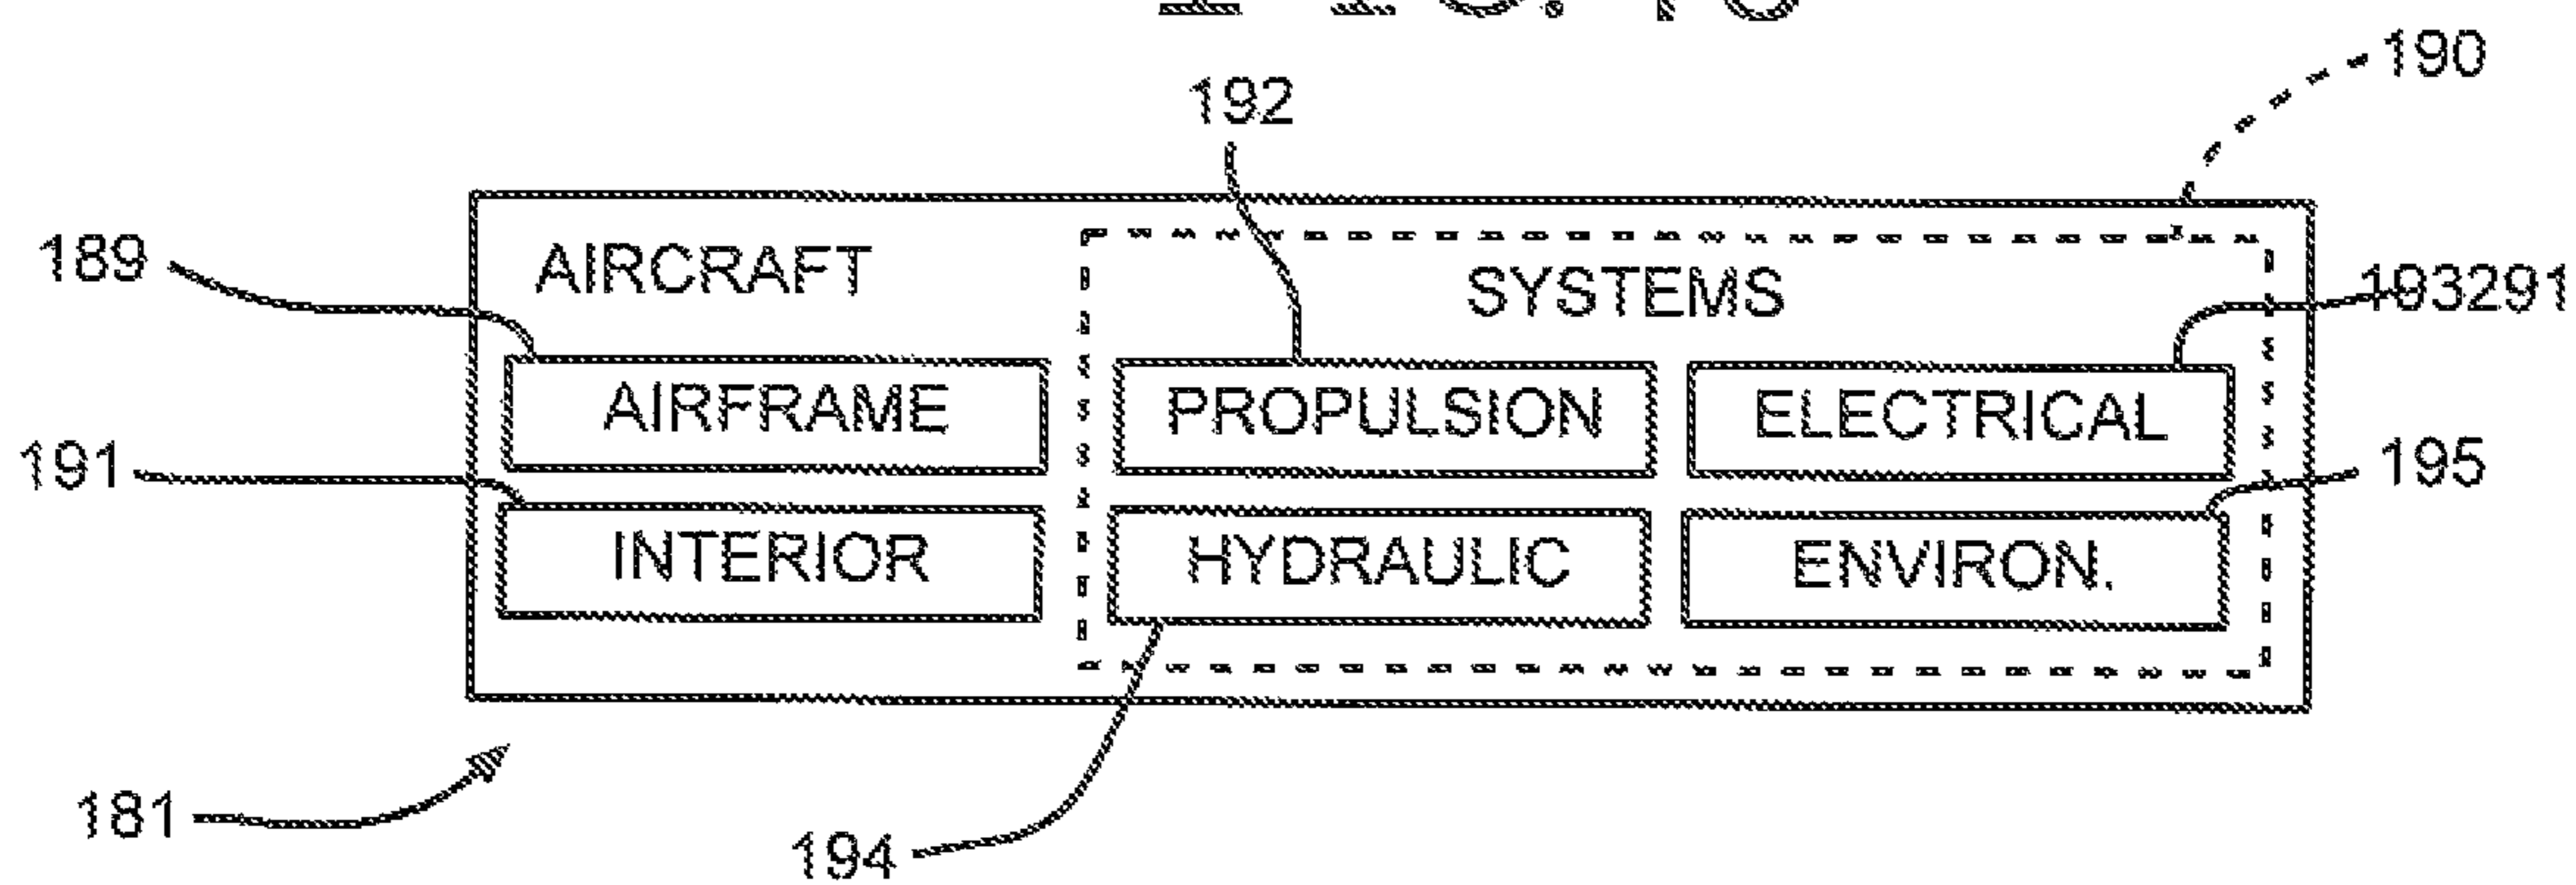 190
192
189
AIRCRAFT
SYSTEMS
193291
AIRFRAME
PROPULSION
ELECTRICAL
191
195
INTERIOR
HYDRAULIC
ENVIRON.
181
194